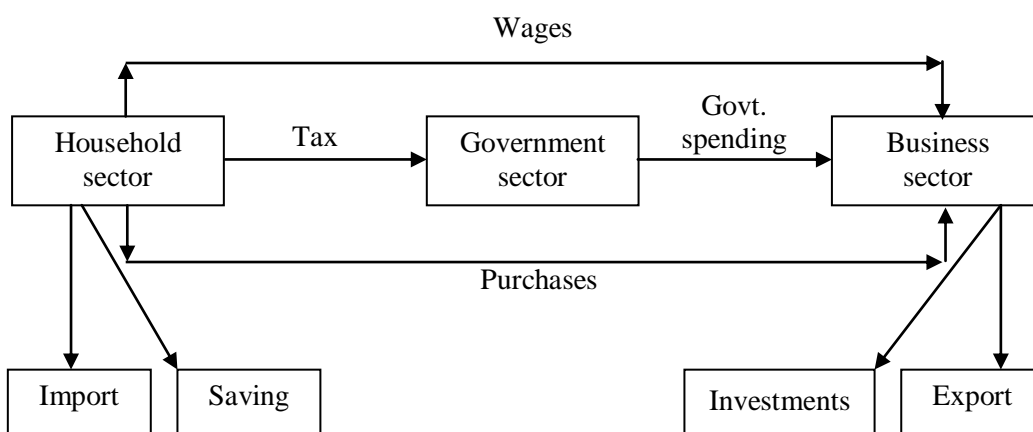 Wages
Household
sector
Tax
Government
sector
Govt.
spending
Business
sector
Purchases
Import
Saving
Investments
Export